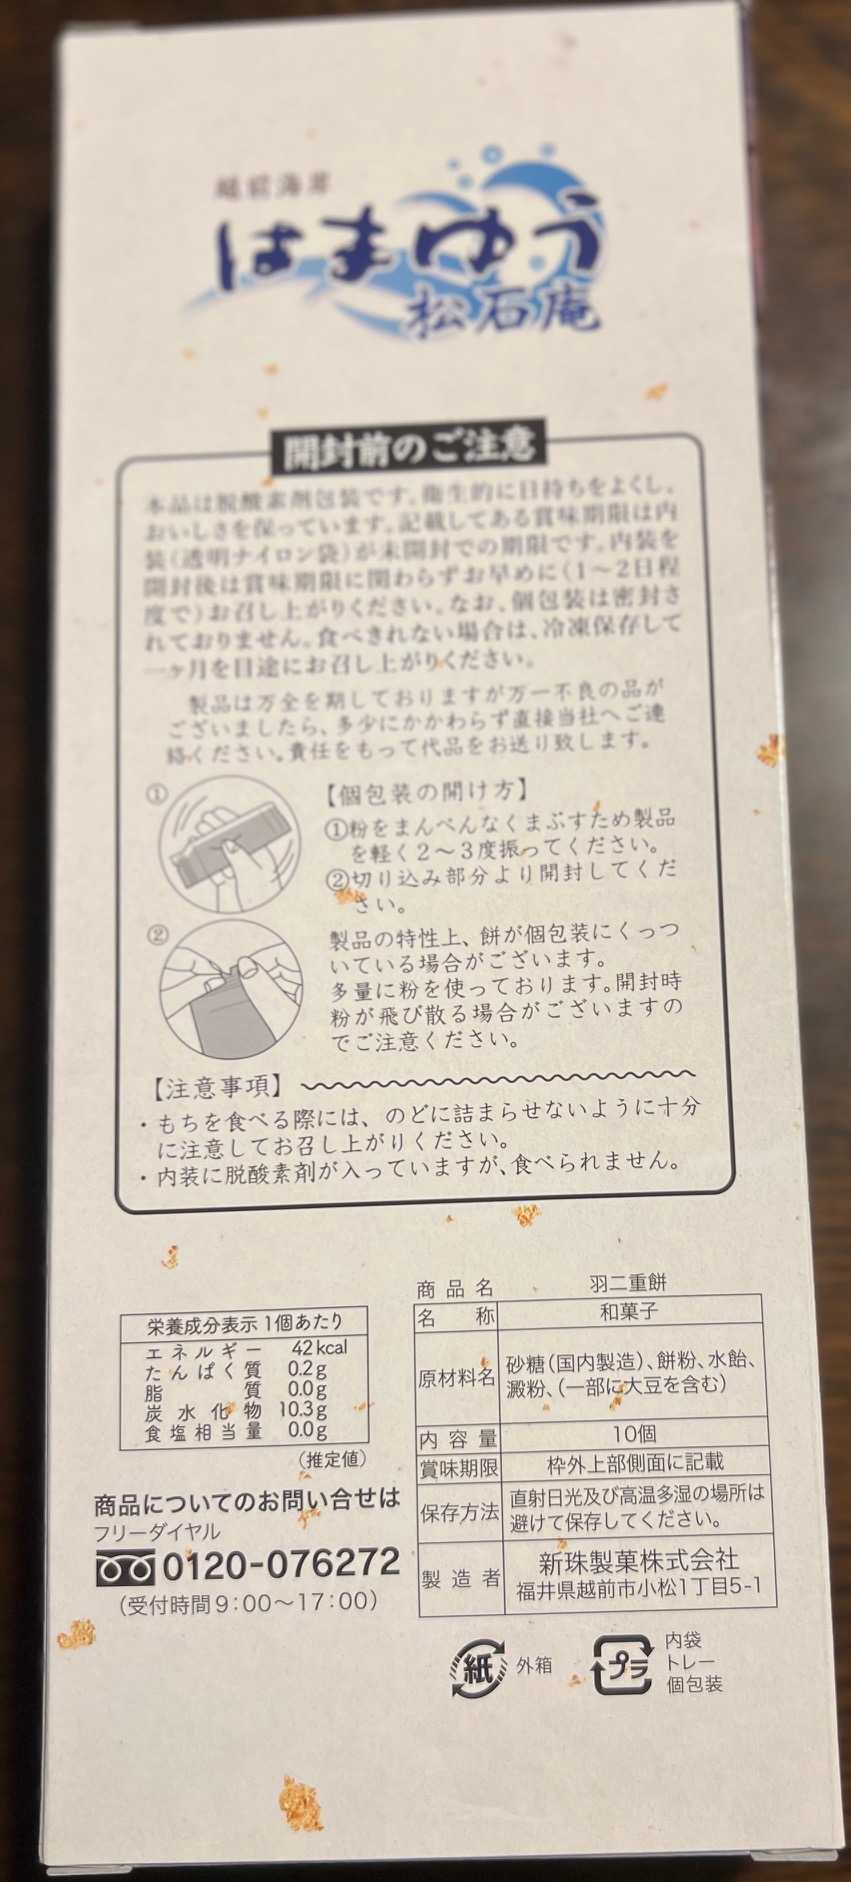 越前海岸
はまゆう
松石庵
開封前のご注意
本品は脱酸素剤包装です。衛生的に日持ちをよくし、
おいしさを保っています。記載してある賞味期限は内
装(透明ナイロン袋)が未開封での期限です。内装を
開封後は賞味期限に関わらずお早めに(1〜2日程
度で)お召し上がりください。なお、個包装は密封さ
れておりません。食べきれない場合は、冷凍保存して
一ヶ月を目途にお召し上がりください。
製品は万全を期しておりますが万一不良の品が
ございましたら、多少にかかわらず直接当社へご連
絡ください。責任をもって代品をお送り致します。
①
【個包装の開け方】
①粉をまんべんなくまぶすため製品
を軽く2〜3度振ってください。
②切り込み部分より開封してくだ
さい。
②
製品の特性上、餅が個包装にくっつ
いている場合がございます。
多量に粉を使っております。開封時
粉が飛び散る場合がございますの
でご注意ください。
【注意事項】
・もちを食べる際には、のどに詰まらせないように十分
に注意してお召し上がりください。
・内装に脱酸素剤が入っていますが、食べられません。
栄養成分表示 1個あたり
エネルギー 42kcal
たんぱく質 0.2g
脂質 0.0g
炭水化物 10.3g
食塩相当量 0.0g
(推定値)
商品についてのお問い合せは
フリーダイヤル
0120-076272
(受付時間9:00〜17:00)
商品名 羽二重餅
名称 和菓子
原材料名 砂糖(国内製造)、餅粉、水飴、
澱粉、(一部に大豆を含む)
内容量 10個
賞味期限 枠外上部側面に記載
保存方法 直射日光及び高温多湿の場所は
避けて保存してください。
製造者 新珠製菓株式会社
福井県越前市小松1丁目5-1
紙 外箱
プラ 内袋
トレー
個包装